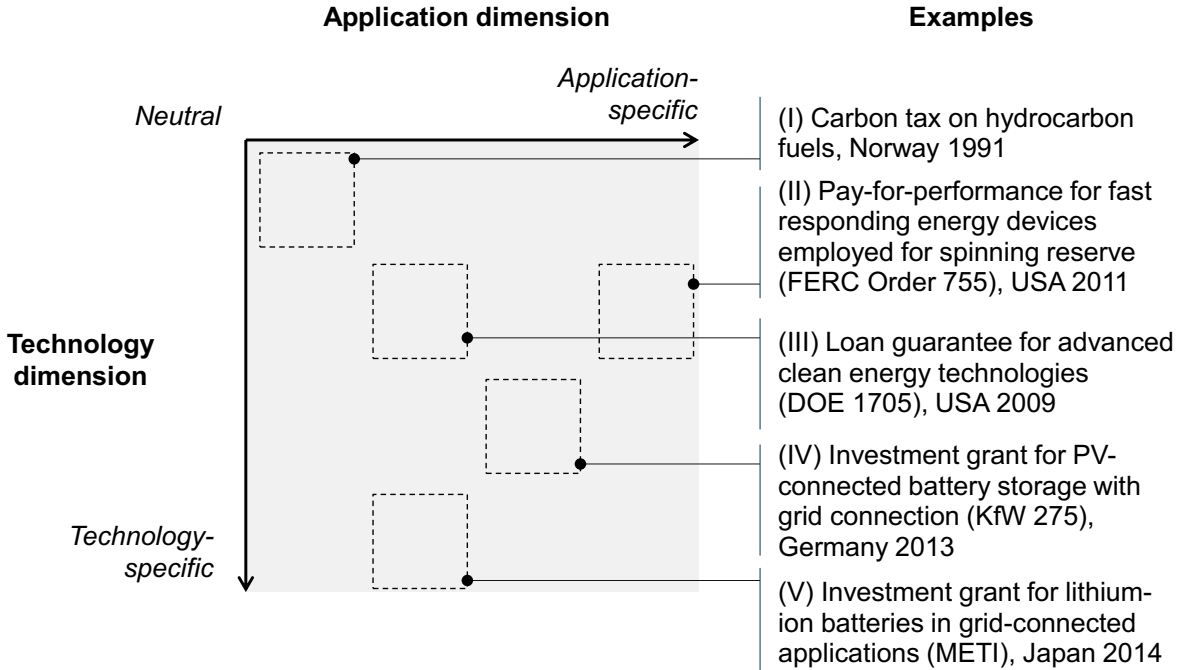 Application dimension
Examples
Neutral
Application-
specific
Technology
dimension
Technology-
specific
(I) Carbon tax on hydrocarbon
fuels, Norway 1991
(II) Pay-for-performance for fast
responding energy devices
employed for spinning reserve
(FERC Order 755), USA 2011
(III) Loan guarantee for advanced
clean energy technologies
(DOE 1705), USA 2009
(IV) Investment grant for PV-
connected battery storage with
grid connection (KfW 275),
Germany 2013
(V) Investment grant for lithium-
ion batteries in grid-connected
applications (METI), Japan 2014